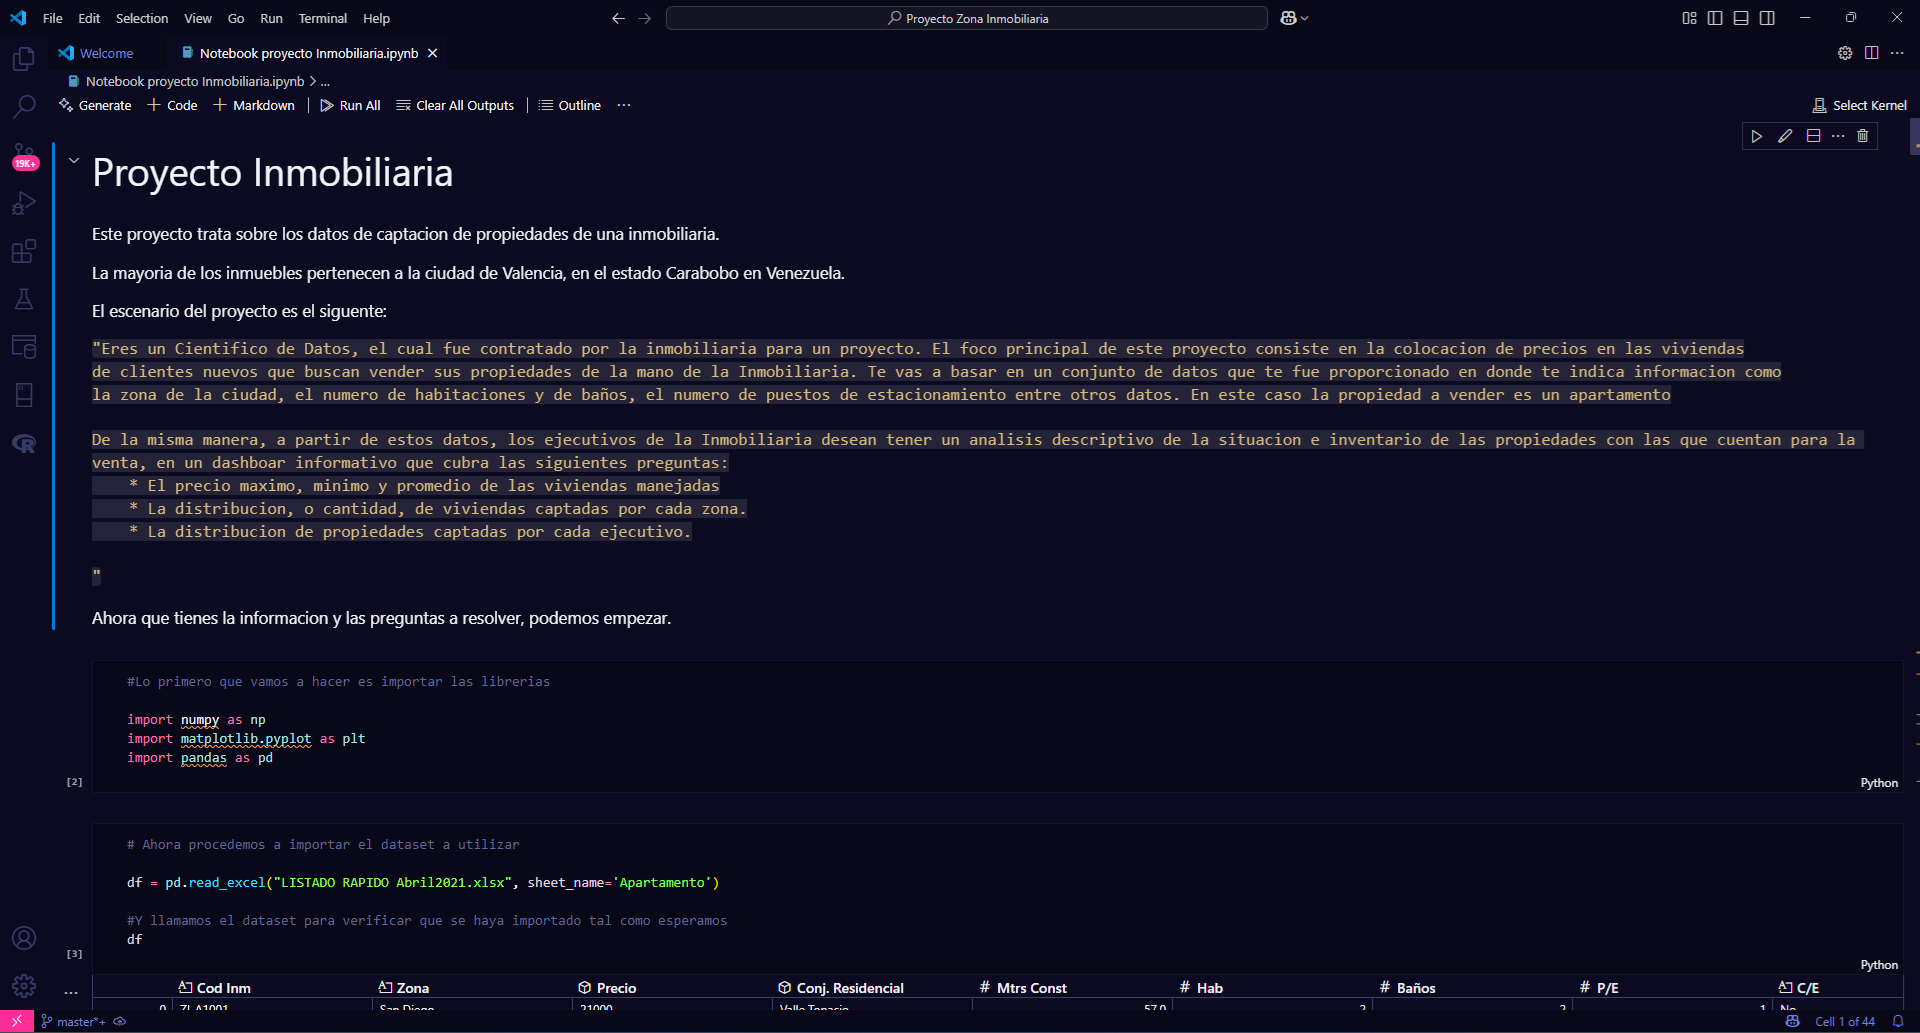 File Edit Selection View Go Run Terminal Help
Proyecto Zona Inmobiliaria
Welcome
Notebook proyecto Inmobiliaria.ipynb
Notebook proyecto Inmobiliaria.ipynb > ...
Generate + Code + Markdown | Run All Clear All Outputs | Outline ...
Select Kernel
19K+
Proyecto Inmobiliaria
Este proyecto trata sobre los datos de captacion de propiedades de una inmobiliaria.
La mayoria de los inmuebles pertenecen a la ciudad de Valencia, en el estado Carabobo en Venezuela.
El escenario del proyecto es el siguente:
"Eres un Cientifico de Datos, el cual fue contratado por la inmobiliaria para un proyecto. El foco principal de este proyecto consiste en la colocacion de precios en las viviendas
de clientes nuevos que buscan vender sus propiedades de la mano de la Inmobiliaria. Te vas a basar en un conjunto de datos que te fue proporcionado en donde te indica informacion como
la zona de la ciudad, el numero de habitaciones y de baños, el numero de puestos de estacionamiento entre otros datos. En este caso la propiedad a vender es un apartamento
De la misma manera, a partir de estos datos, los ejecutivos de la Inmobiliaria desean tener un analisis descriptivo de la situacion e inventario de las propiedades con las que cuentan para la
venta, en un dashboar informativo que cubra las siguientes preguntas:
* El precio maximo, minimo y promedio de las viviendas manejadas
* La distribucion, o cantidad, de viviendas captadas por cada zona.
* La distribucion de propiedades captadas por cada ejecutivo.
"
Ahora que tienes la informacion y las preguntas a resolver, podemos empezar.
#Lo primero que vamos a hacer es importar las librerias
import numpy as np
import matplotlib.pyplot as plt
import pandas as pd
[2]
Python
# Ahora procedemos a importar el dataset a utilizar
df = pd.read_excel("LISTADO RAPIDO Abril2021.xlsx", sheet_name='Apartamento')
#Y llamamos el dataset para verificar que se haya importado tal como esperamos
df
[3]
Python
... Cod Inm Zona Precio Conj. Residencial # Mtrs Const # Hab # Baños # P/E C/E
0 ZLA1001 San Diego 21000 Valle Topacio 57.0 2 2 1 No
master*+
Cell 1 of 44